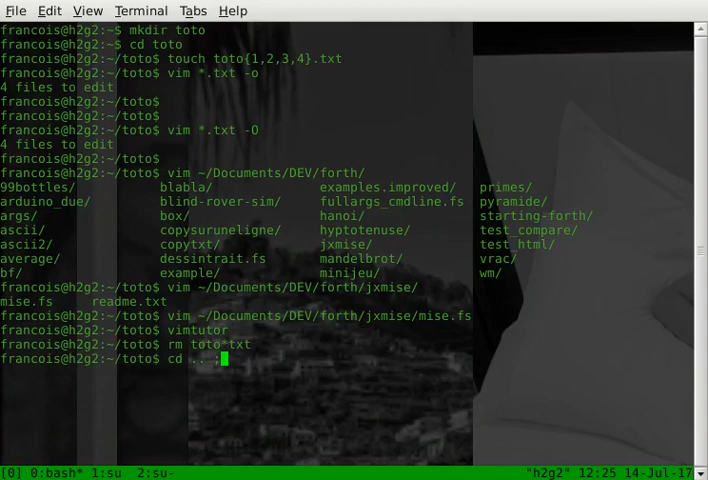 File Edit View Terminal Tabs Help
francois@h2g2:~$ mkdir toto
francois@h2g2:~$ cd toto
francois@h2g2:~/toto$ touch toto{1,2,3,4}.txt
francois@h2g2:~/toto$ vim *.txt -o
4 files to edit
francois@h2g2:~/toto$
francois@h2g2:~/toto$
francois@h2g2:~/toto$ vim *.txt -O
4 files to edit
francois@h2g2:~/toto$
francois@h2g2:~/toto$ vim ~/Documents/DEV/forth/
99bottles/ blabla/ examples.improved/ primes/
arduino_due/ blind-rover-sim/ fullargs_cmdline.fs pyramide/
args/ box/ hanoi/ starting-forth/
ascii/ copysuruneligne/ hyptotenuse/ test_compare/
ascii2/ copytxt/ jxmise/ test_html/
average/ dessintrait.fs mandelbrot/ vrac/
bf/ example/ minijeu/ wm/
francois@h2g2:~/toto$ vim ~/Documents/DEV/forth/jxmise/
mise.fs readme.txt
francois@h2g2:~/toto$ vim ~/Documents/DEV/forth/jxmise/mise.fs
francois@h2g2:~/toto$ vimtutor
francois@h2g2:~/toto$ rm toto*txt
francois@h2g2:~/toto$ cd .. ;
[0] 0:bash* 1:su 2:su- "h2g2" 12:25 14-Jul-17